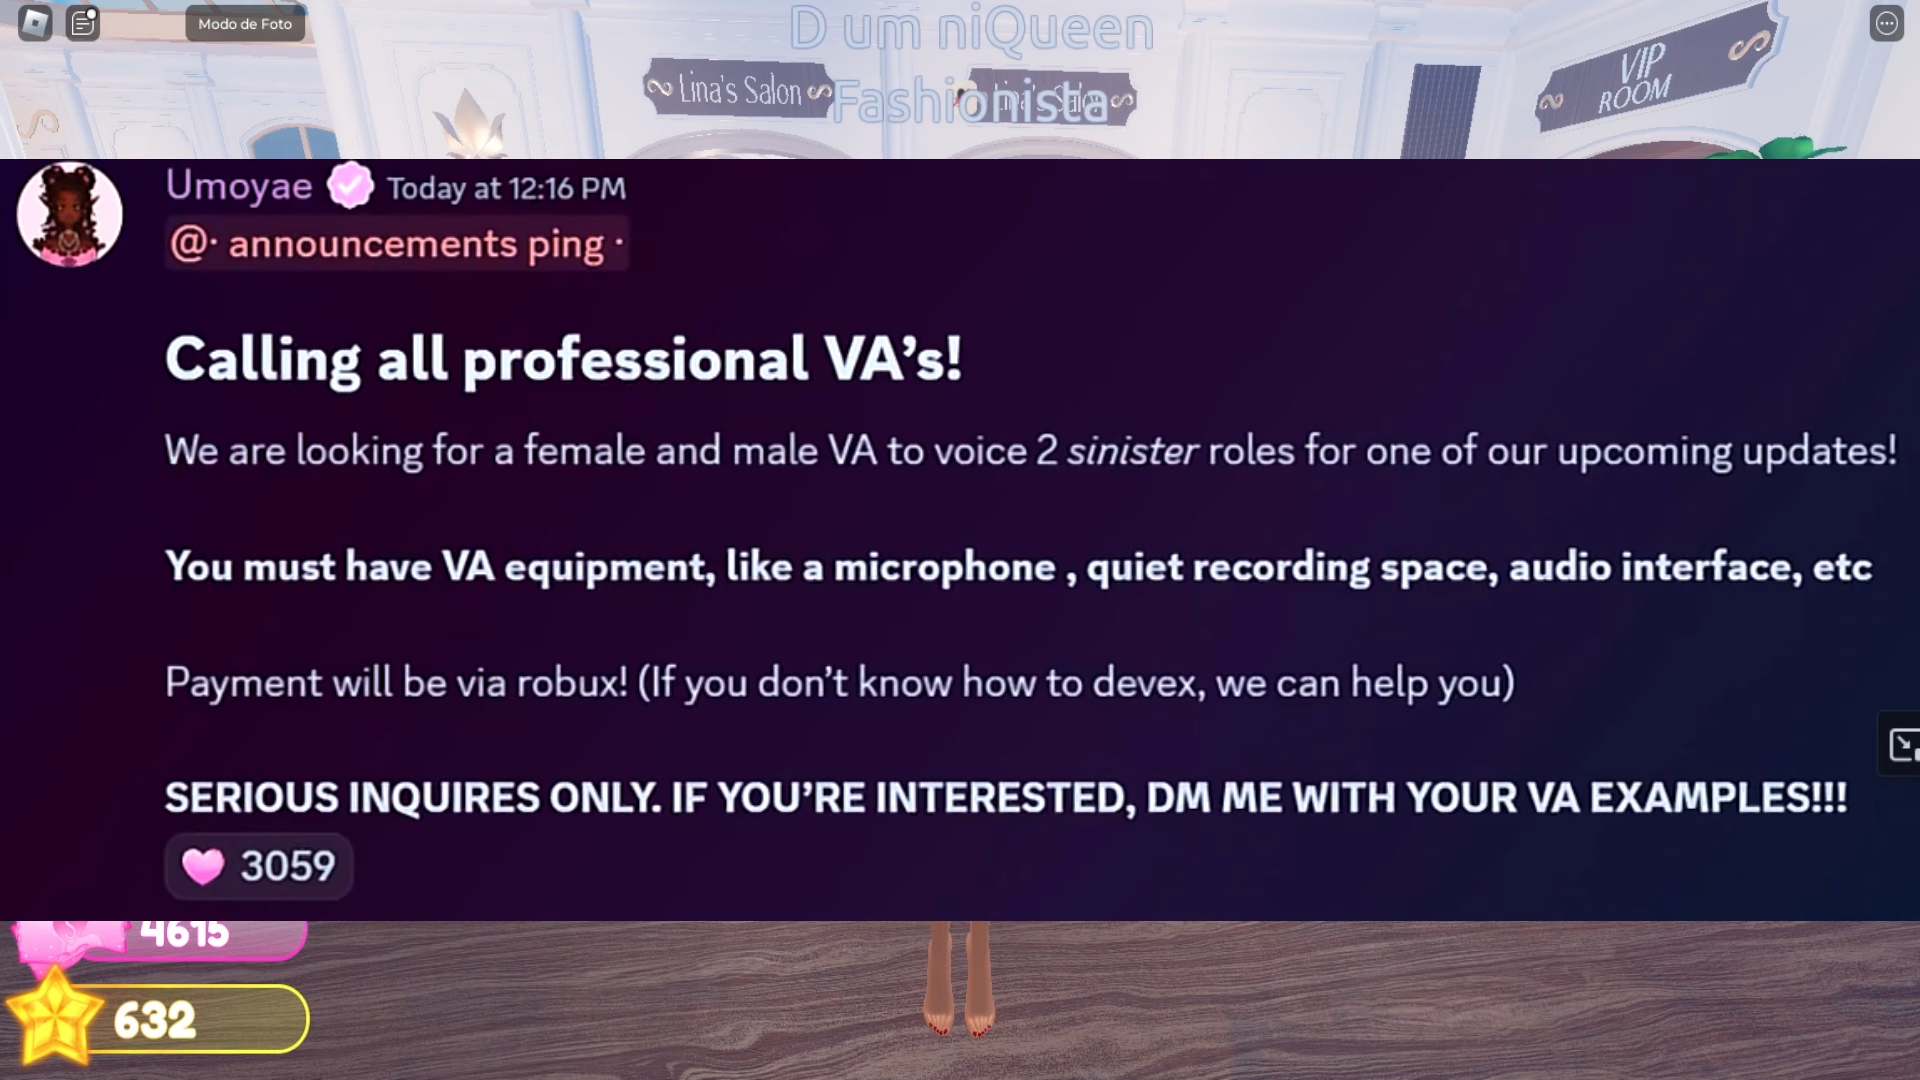 Modo de Foto
D um niQueen
Lina's Salon
Fashionista
Lina's Salon
VIP
ROOM
Umoyae Today at 12:16 PM
@· announcements ping ·
Calling all professional VA’s!
We are looking for a female and male VA to voice 2 sinister roles for one of our upcoming updates!
You must have VA equipment, like a microphone , quiet recording space, audio interface, etc
Payment will be via robux! (If you don’t know how to devex, we can help you)
SERIOUS INQUIRES ONLY. IF YOU’RE INTERESTED, DM ME WITH YOUR VA EXAMPLES!!!
3059
4615
632